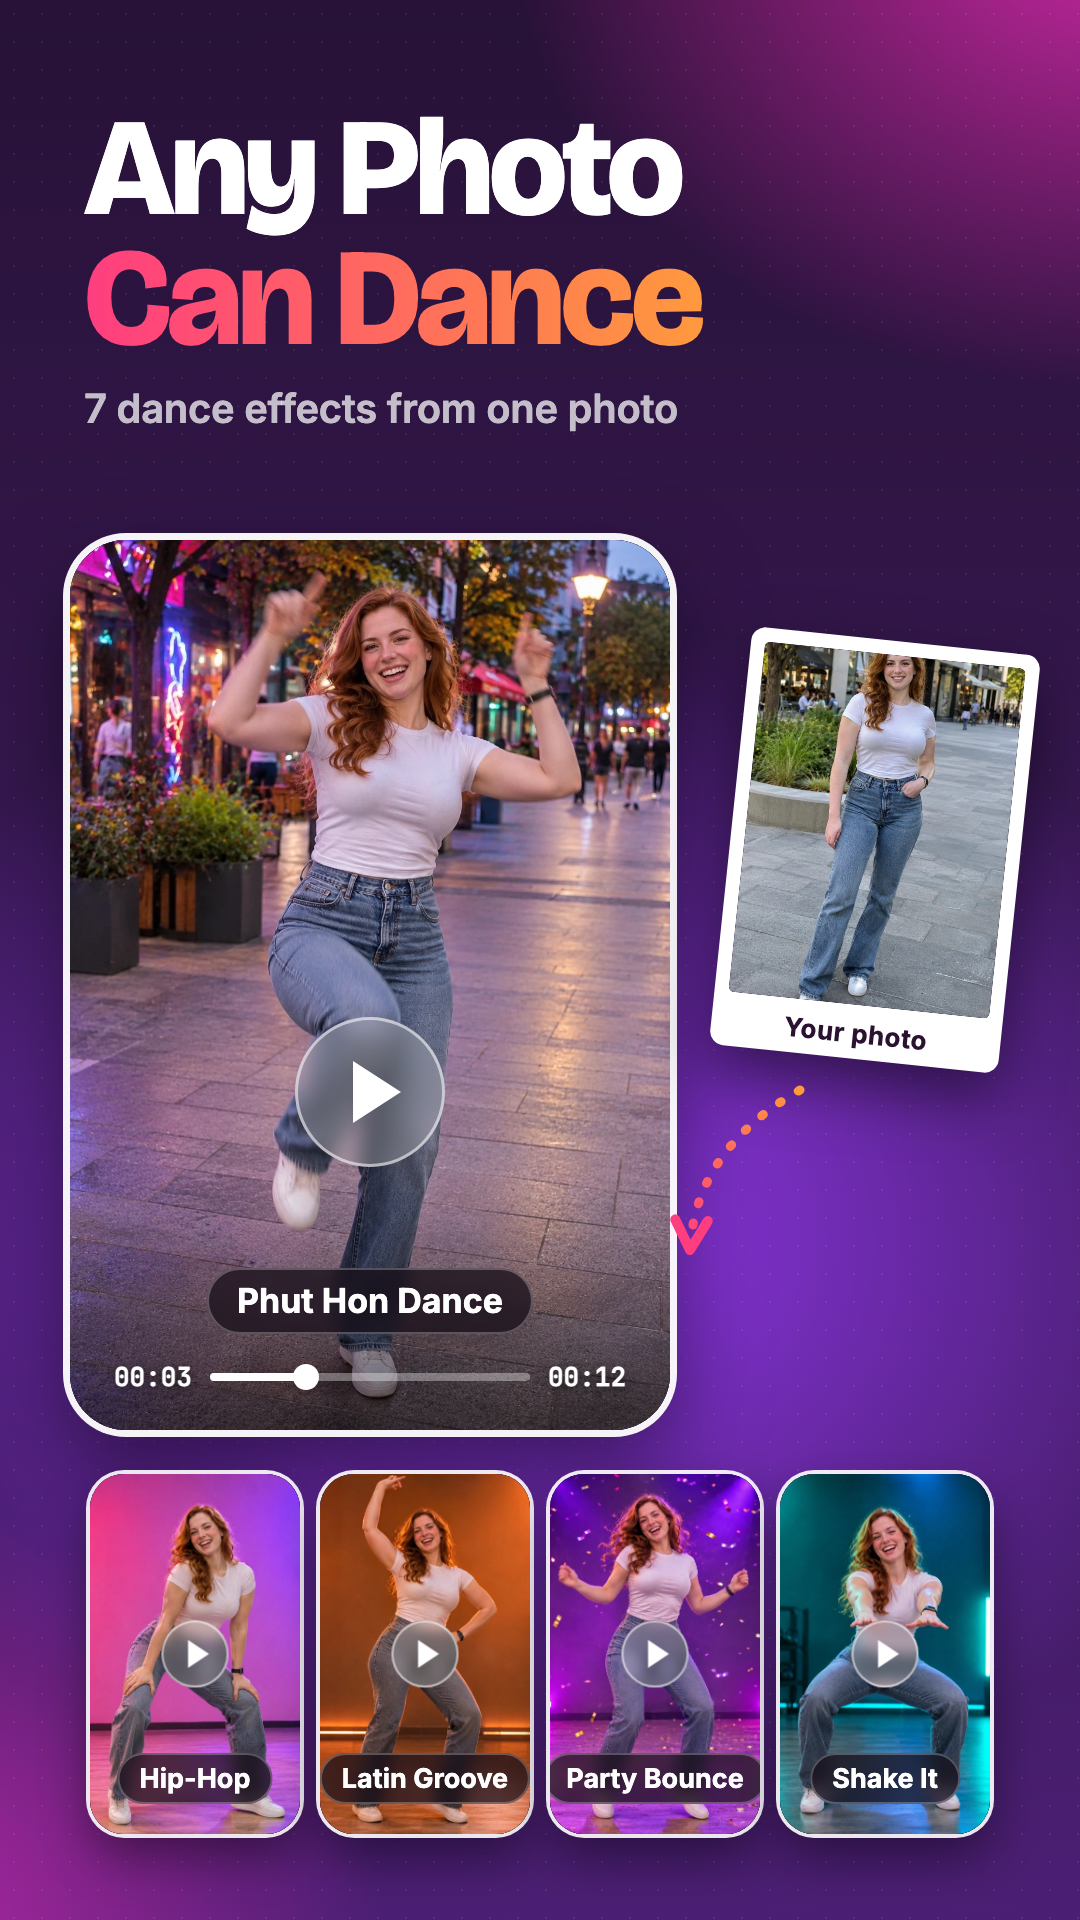 Any Photo
Can Dance
7 dance effects from one photo
Your photo
Phut Hon Dance
00:03
00:12
Hip-Hop
Latin Groove
Party Bounce
Shake It